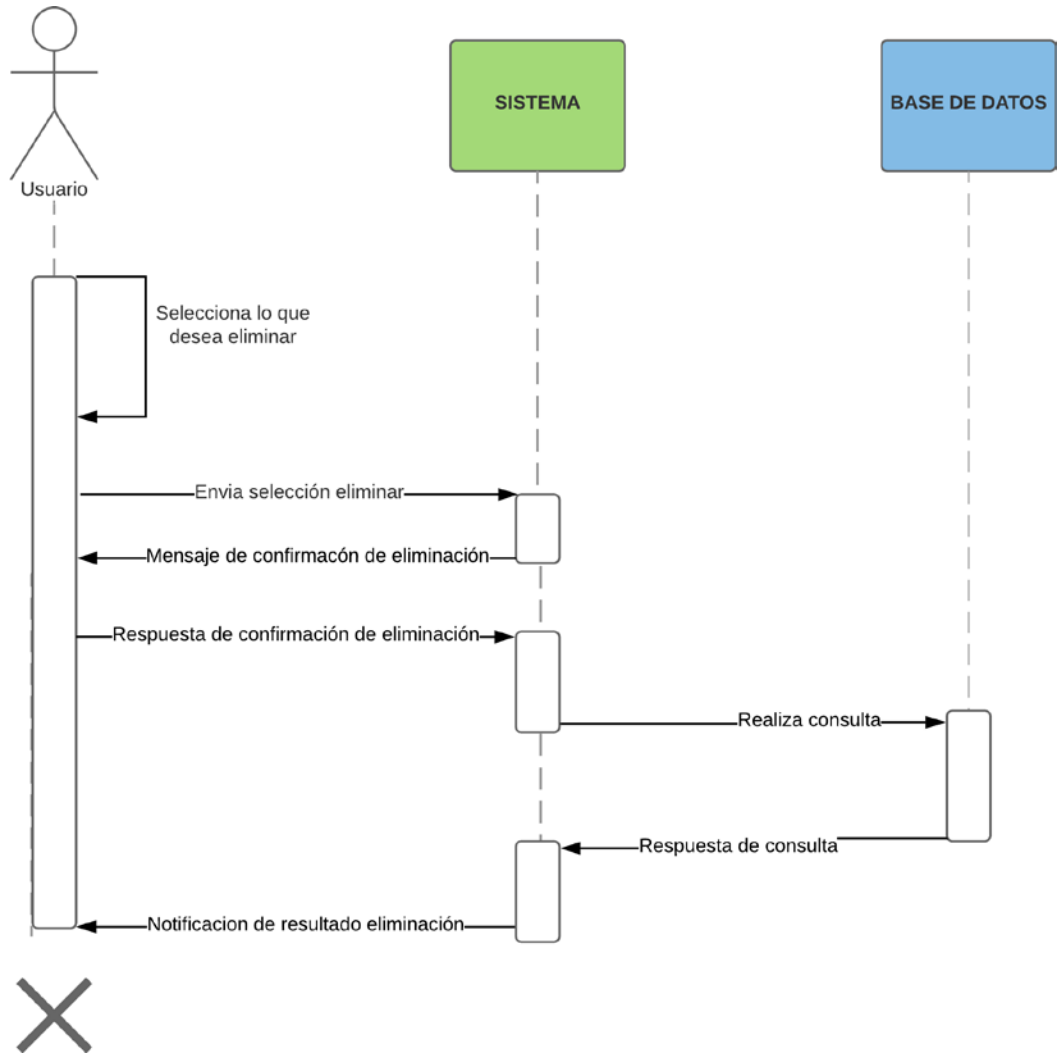 SISTEMA
BASE DE DATOS
Usuario
Selecciona lo que
desea eliminar
Envia selección eliminar
Mensaje de confirmacón de eliminación
Respuesta de confirmación de eliminación
Realiza consulta
Respuesta de consulta
Notificacion de resultado eliminación